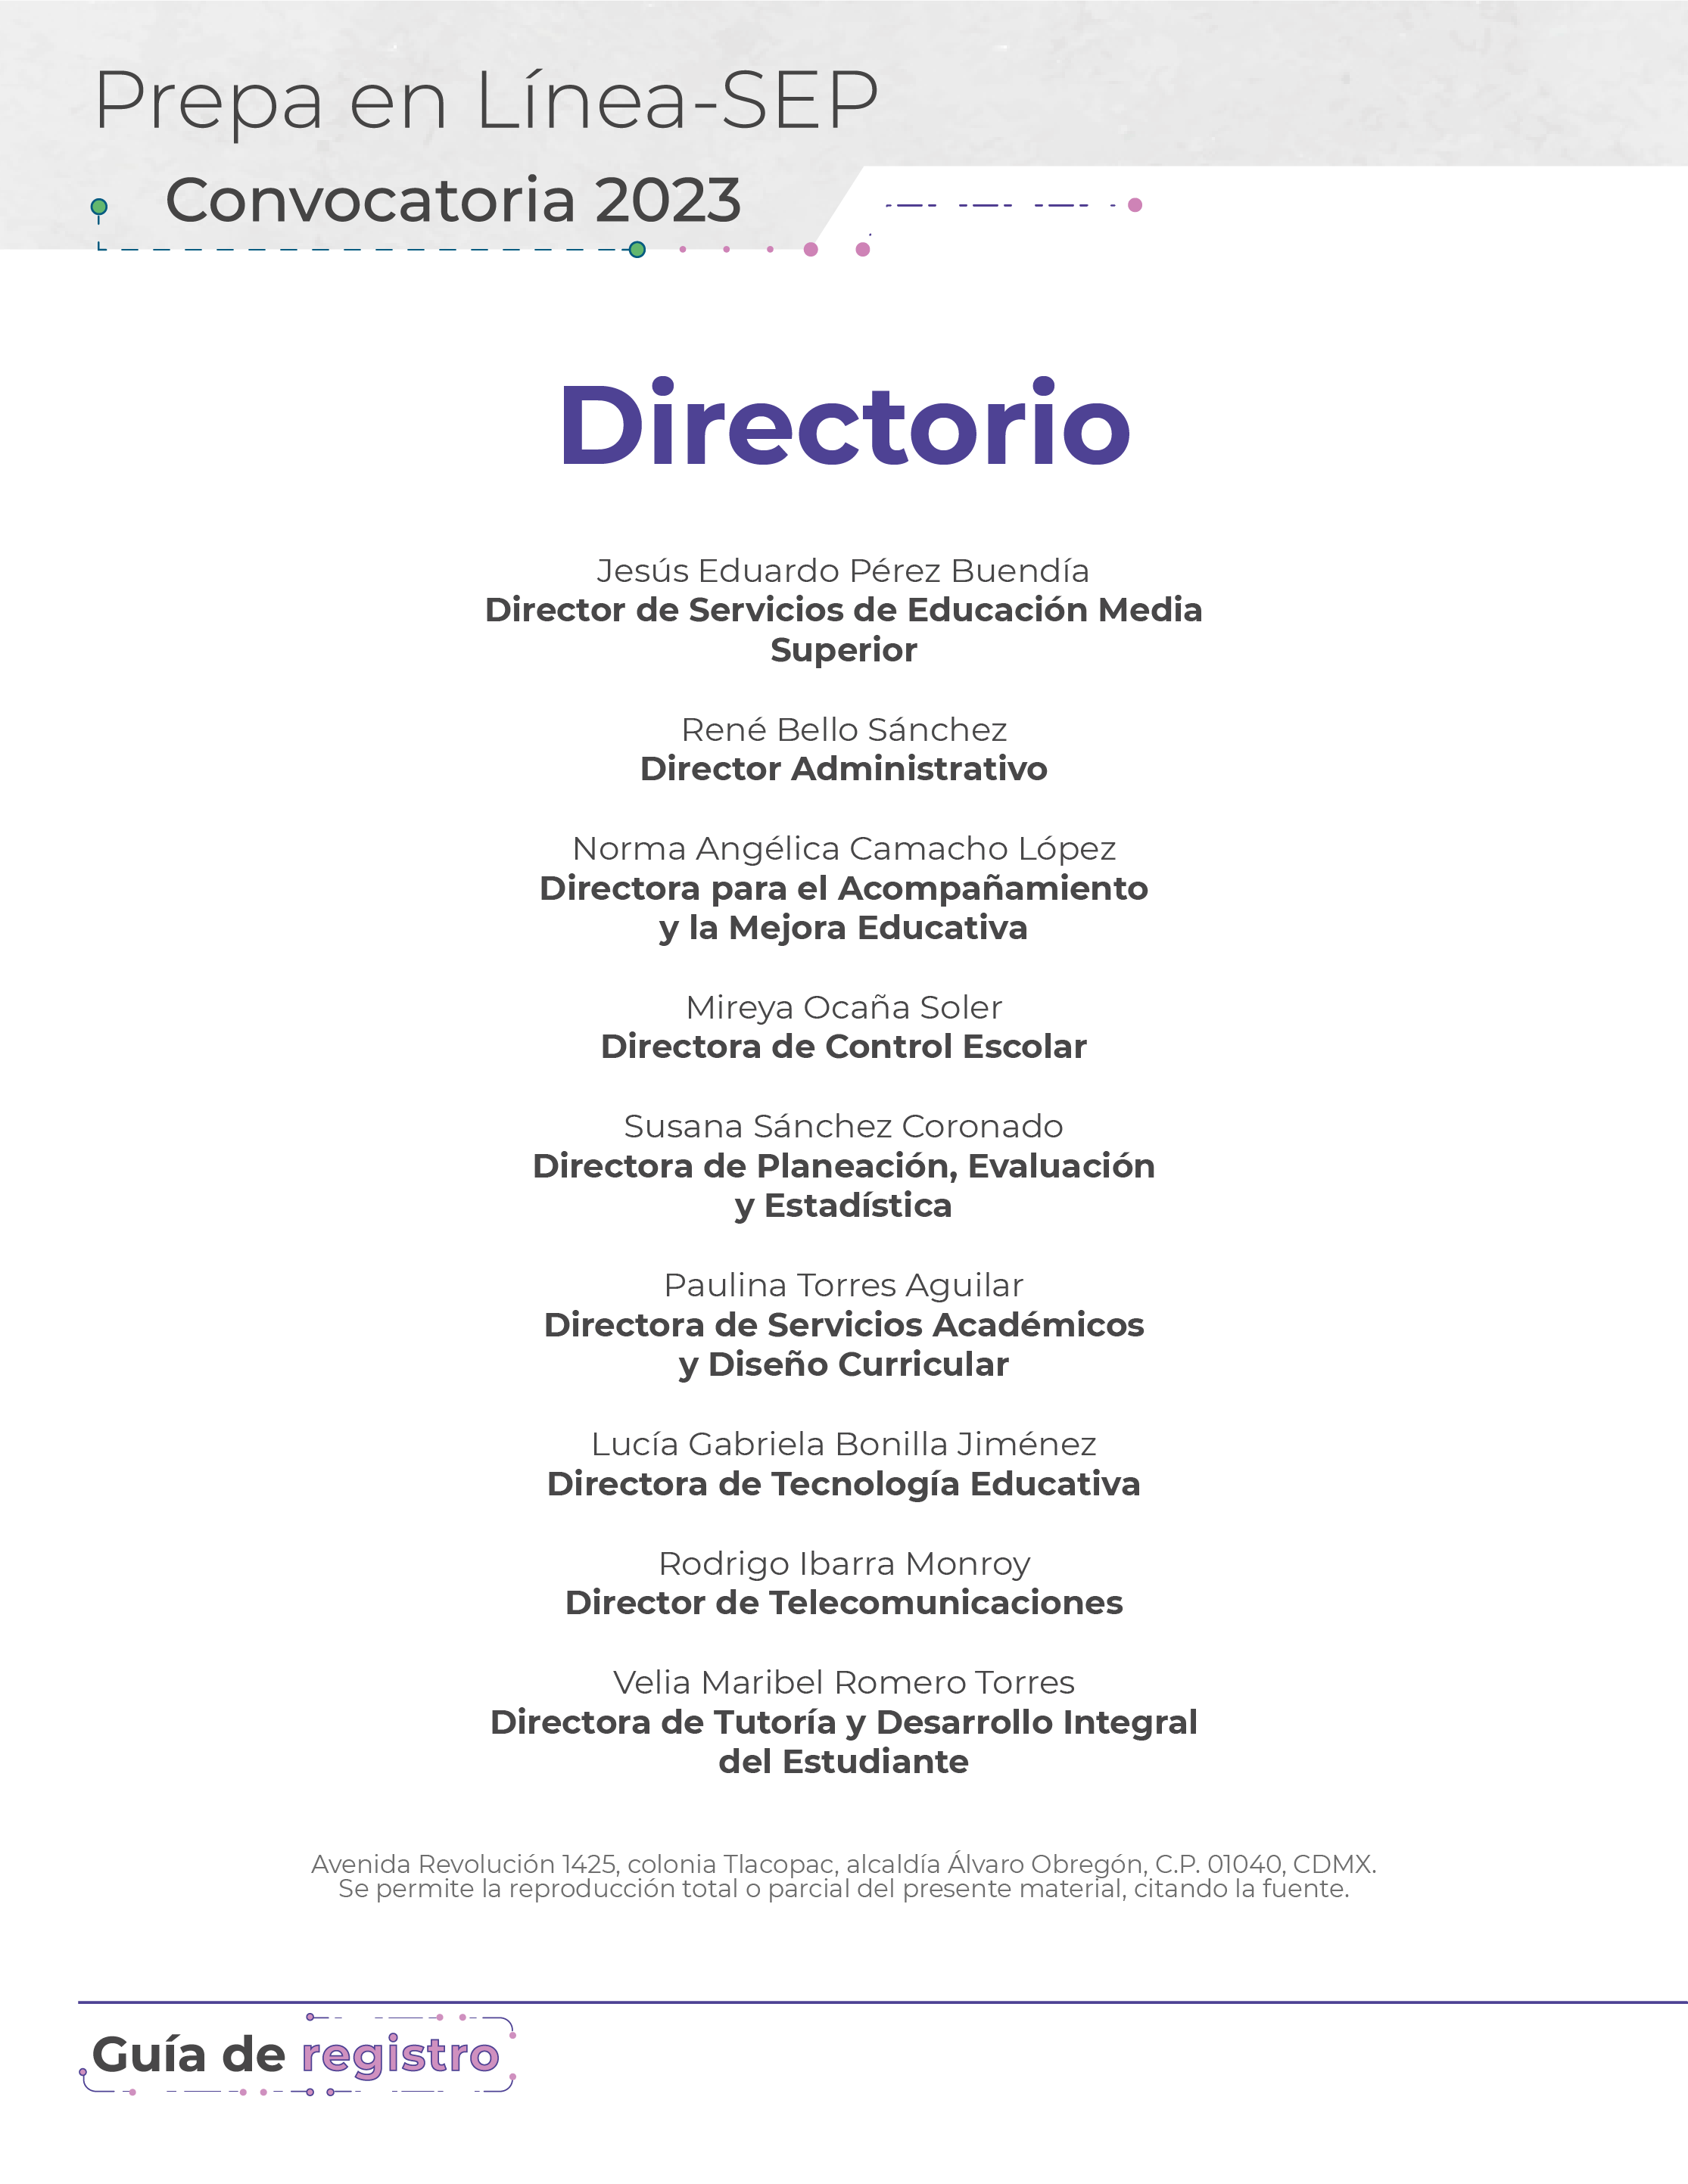 Prepa en Línea-SEP
Convocatoria 2023
Directorio
Jesús Eduardo Pérez Buendía
Director de Servicios de Educación Media
Superior
René Bello Sánchez
Director Administrativo
Norma Angélica Camacho López
Directora para el Acompañamiento
y la Mejora Educativa
Mireya Ocaña Soler
Directora de Control Escolar
Susana Sánchez Coronado
Directora de Planeación, Evaluación
y Estadística
Paulina Torres Aguilar
Directora de Servicios Académicos
y Diseño Curricular
Lucía Gabriela Bonilla Jiménez
Directora de Tecnología Educativa
Rodrigo Ibarra Monroy
Director de Telecomunicaciones
Velia Maribel Romero Torres
Directora de Tutoría y Desarrollo Integral
del Estudiante
Avenida Revolución 1425, colonia Tlacopac, alcaldía Álvaro Obregón, C.P. 01040, CDMX.
Se permite la reproducción total o parcial del presente material, citando la fuente.
Guía de registro